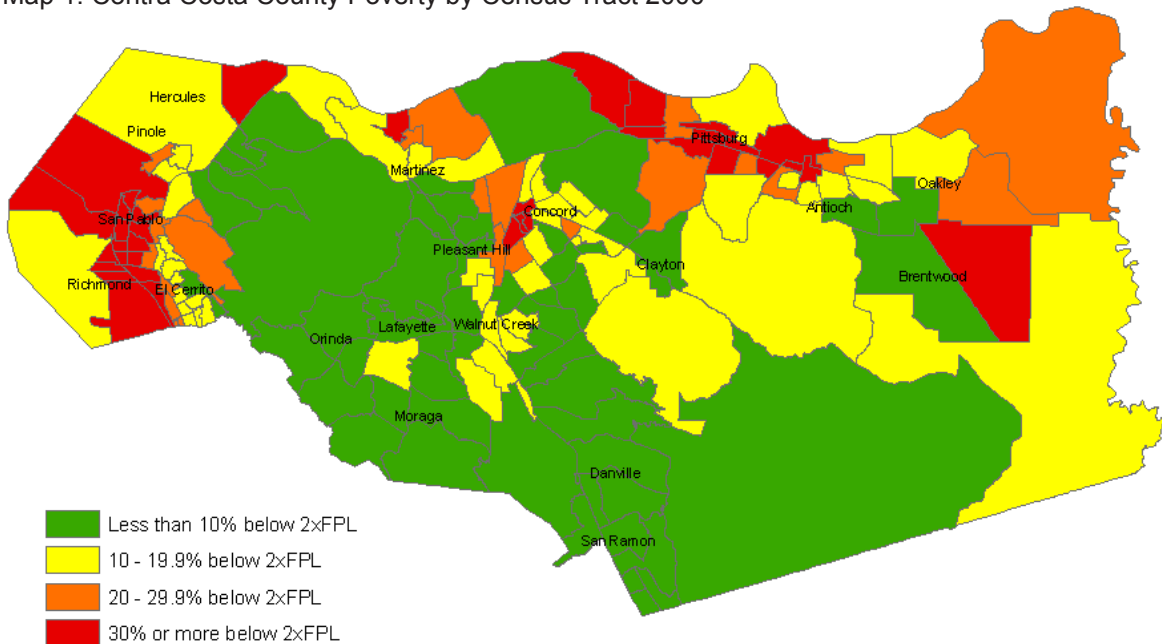 Map 1: Contra Costa County Poverty by Census Tract 2000
Hercules
Pinole
Martinez
Pittsburg
Oakley
Antioch
San Pablo
Concord
Pleasant Hill
Clayton
Brentwood
Richmond
El Cerrito
Orinda
Lafayette
Walnut Creek
Moraga
Danville
San Ramon
Less than 10% below 2xFPL
10 - 19.9% below 2xFPL
20 - 29.9% below 2xFPL
30% or more below 2xFPL